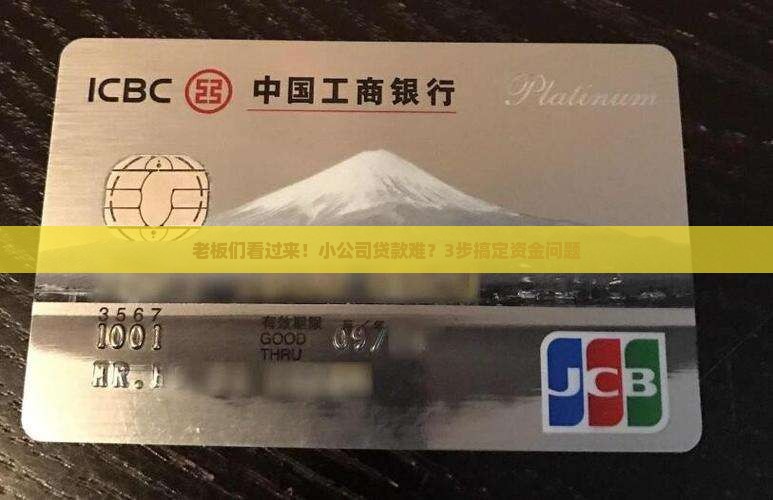 ICBC 中国工商银行 Platinum
老板们看过来！小公司贷款难？3步搞定资金问题
3567
1001
有效期限
GOOD
THRU
MR.
JCB